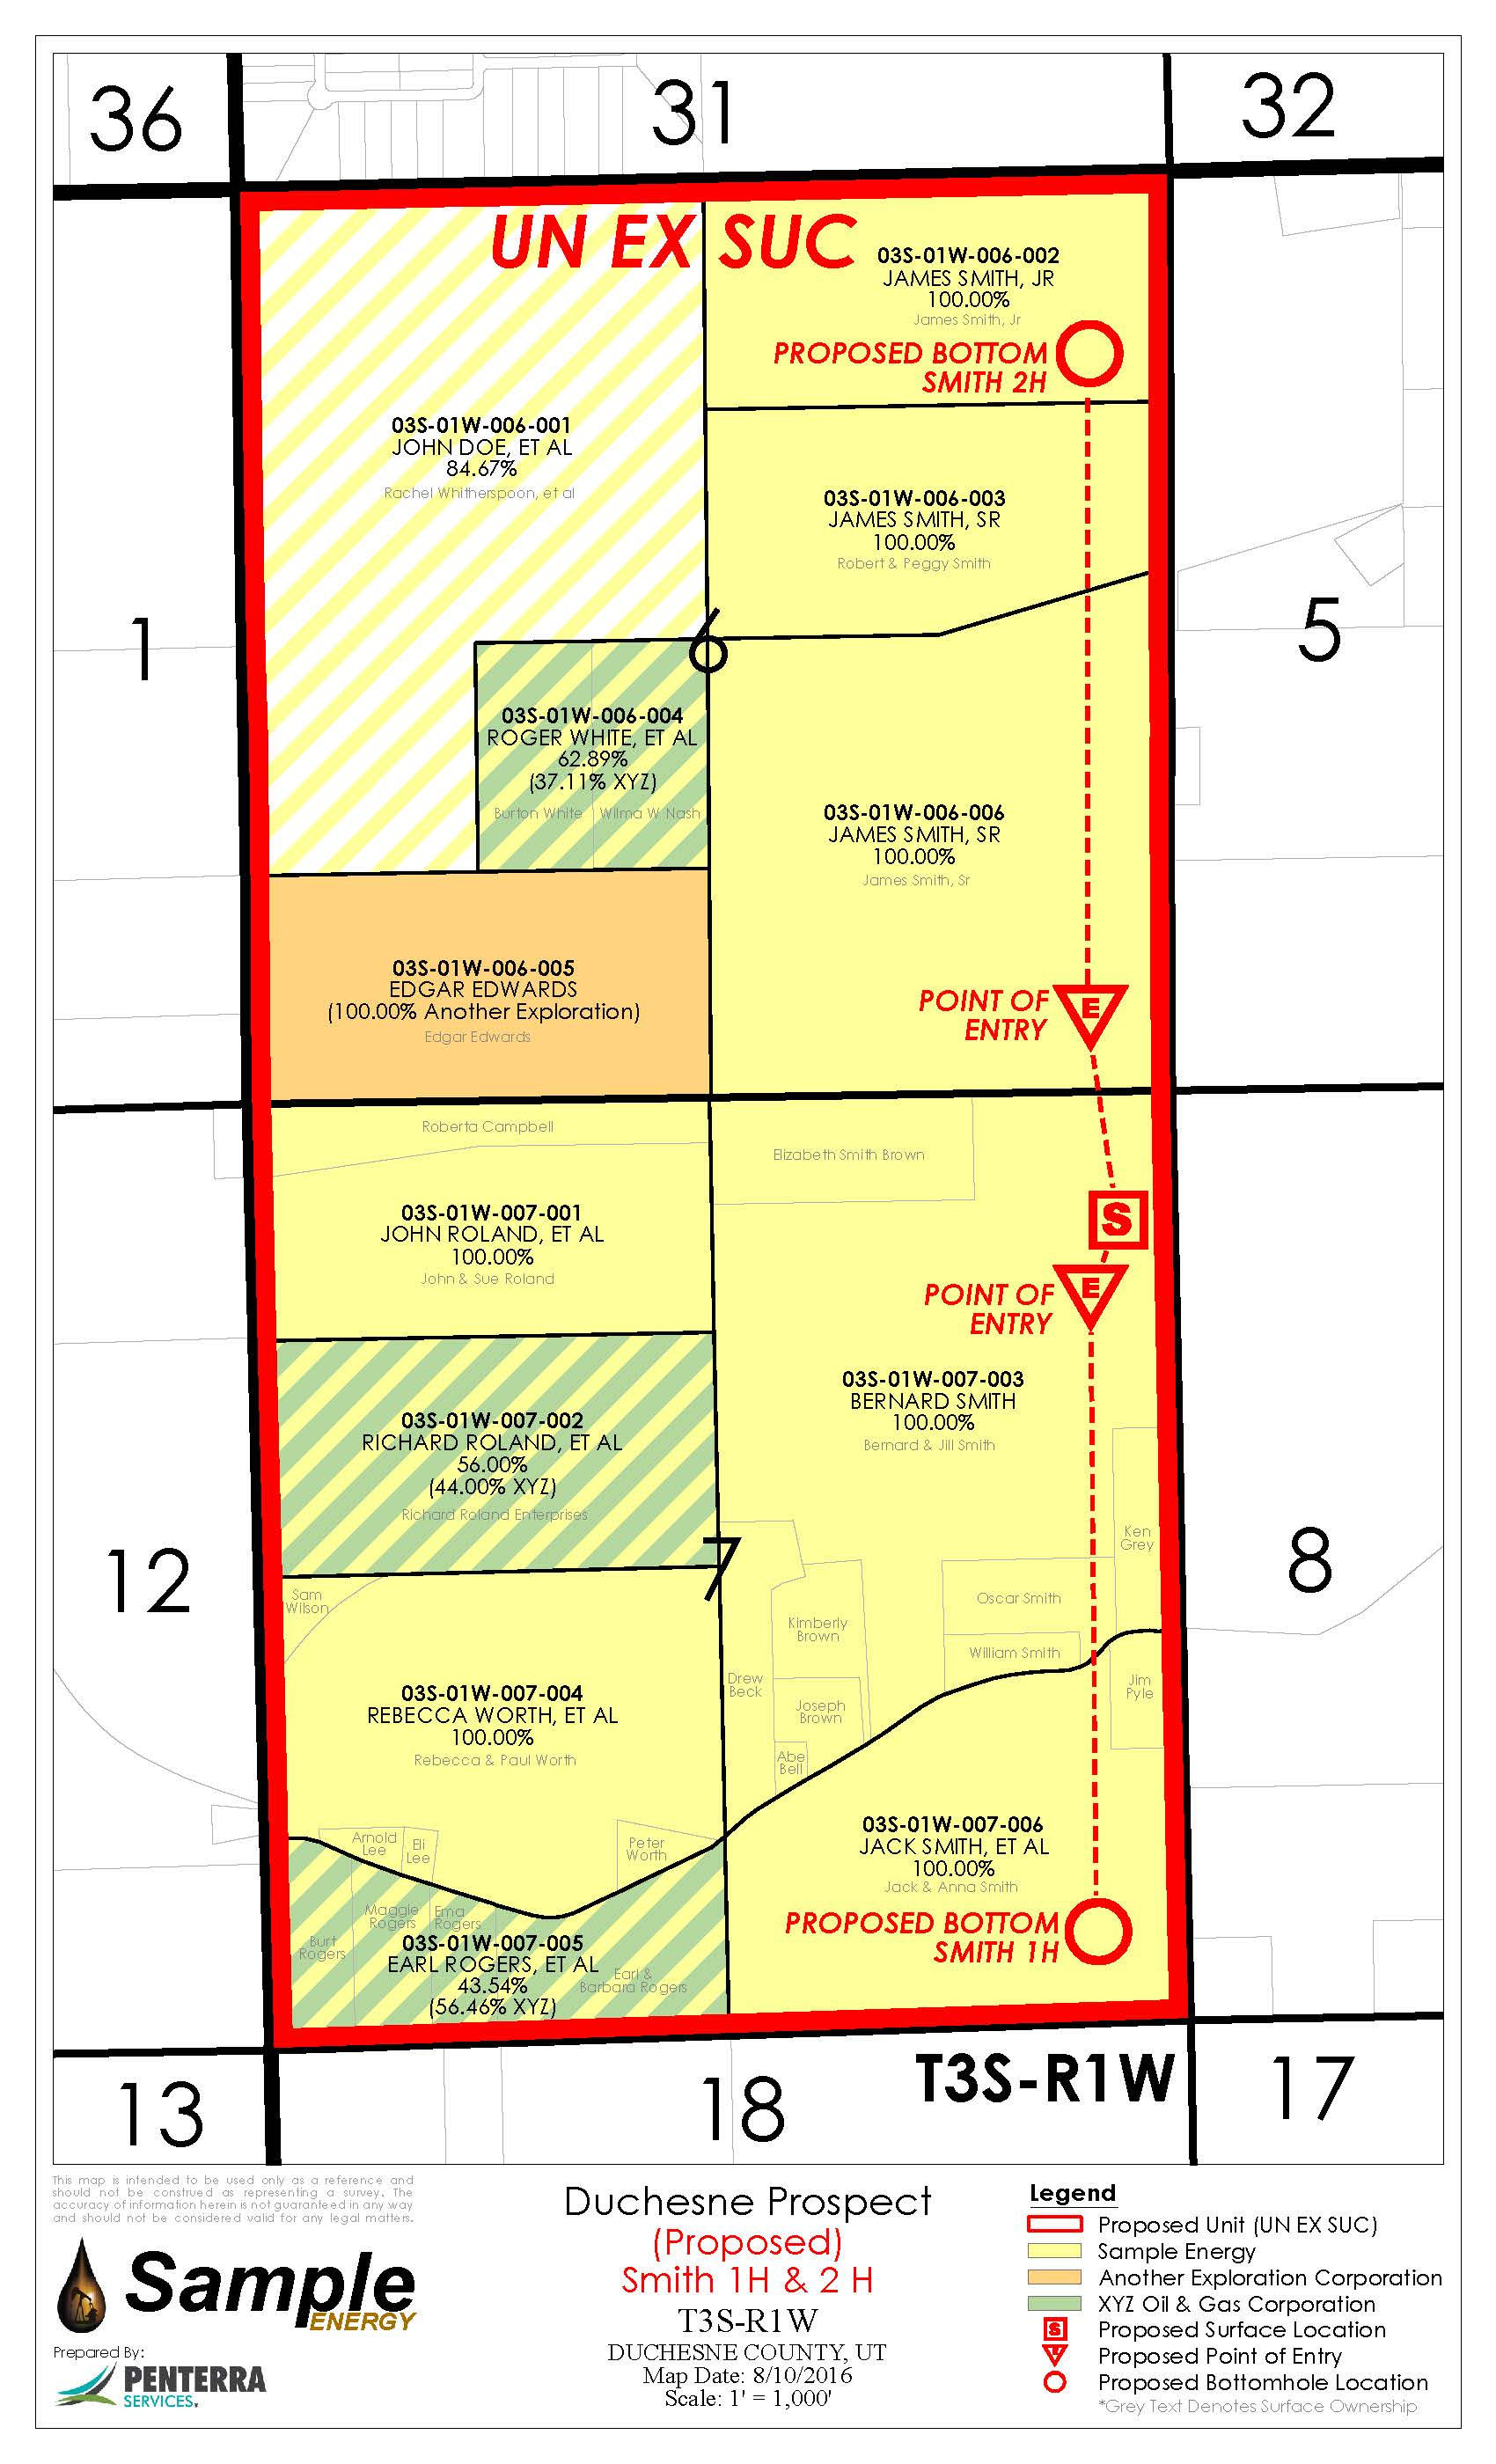 36
31
32
UN EX SUC
03S-01W-006-002
JAMES SMITH, JR
100.00%
James Smith, Jr
PROPOSED BOTTOM
SMITH 2H
03S-01W-006-001
JOHN DOE, ET AL
84.67%
Rachel Whitherspoon, et al
03S-01W-006-003
JAMES SMITH, SR
100.00%
Robert & Peggy Smith
1
6
5
03S-01W-006-004
ROGER WHITE, ET AL
62.89%
(37.11% XYZ)
Burton White
Wilma W Nash
03S-01W-006-006
JAMES SMITH, SR
100.00%
James Smith, Sr
03S-01W-006-005
EDGAR EDWARDS
(100.00% Another Exploration)
Edgar Edwards
POINT OF
ENTRY
E
Roberta Campbell
Elizabeth Smith Brown
03S-01W-007-001
JOHN ROLAND, ET AL
100.00%
John & Sue Roland
S
POINT OF
ENTRY
E
03S-01W-007-003
BERNARD SMITH
100.00%
Bernard & Jill Smith
03S-01W-007-002
RICHARD ROLAND, ET AL
56.00%
(44.00% XYZ)
Richard Roland Enterprises
12
7
8
Ken
Grey
Sam
Wilson
Oscar Smith
Kimberly
Brown
William Smith
Drew
Beck
Jim
Pyle
Joseph
Brown
Abe
Bell
03S-01W-007-004
REBECCA WORTH, ET AL
100.00%
Rebecca & Paul Worth
03S-01W-007-006
JACK SMITH, ET AL
100.00%
Jack & Anna Smith
Arnold
Lee
Eli
Lee
Peter
Worth
PROPOSED BOTTOM
SMITH 1H
Maggie
Rogers
Ema
Rogers
Burt
Rogers
03S-01W-007-005
EARL ROGERS, ET AL
43.54%
(56.46% XYZ)
Earl &
Barbara Rogers
13
18
T3S-R1W
17
This map is intended to be used only as a reference and
should not be construed as representing a survey. The
accuracy of information herein is not guaranteed in any way
and should not be considered valid for any legal matters.
Sample
ENERGY
Prepared By:
PENTERRA
SERVICES
Duchesne Prospect
(Proposed)
Smith 1H & 2 H
T3S-R1W
DUCHESNE COUNTY, UT
Map Date: 8/10/2016
Scale: 1' = 1,000'
Legend
Proposed Unit (UN EX SUC)
Sample Energy
Another Exploration Corporation
XYZ Oil & Gas Corporation
S Proposed Surface Location
Proposed Point of Entry
Proposed Bottomhole Location
*Grey Text Denotes Surface Ownership